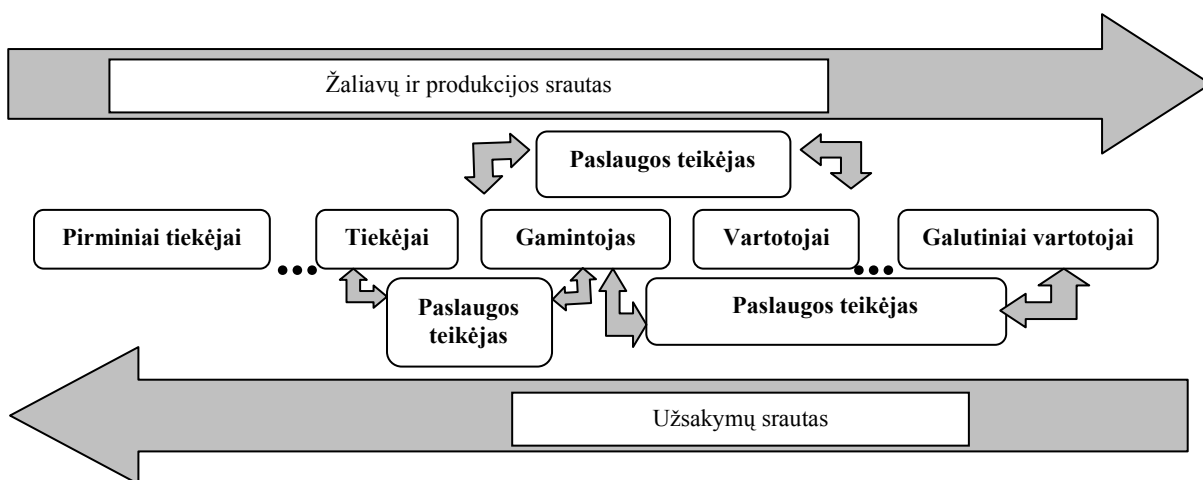 Žaliavų ir produkcijos srautas
Paslaugos teikėjas
Pirminiai tiekėjai
Tiekėjai
Gamintojas
Vartotojai
Galutiniai vartotojai
Paslaugos
teikėjas
Paslaugos teikėjas
Užsakymų srautas